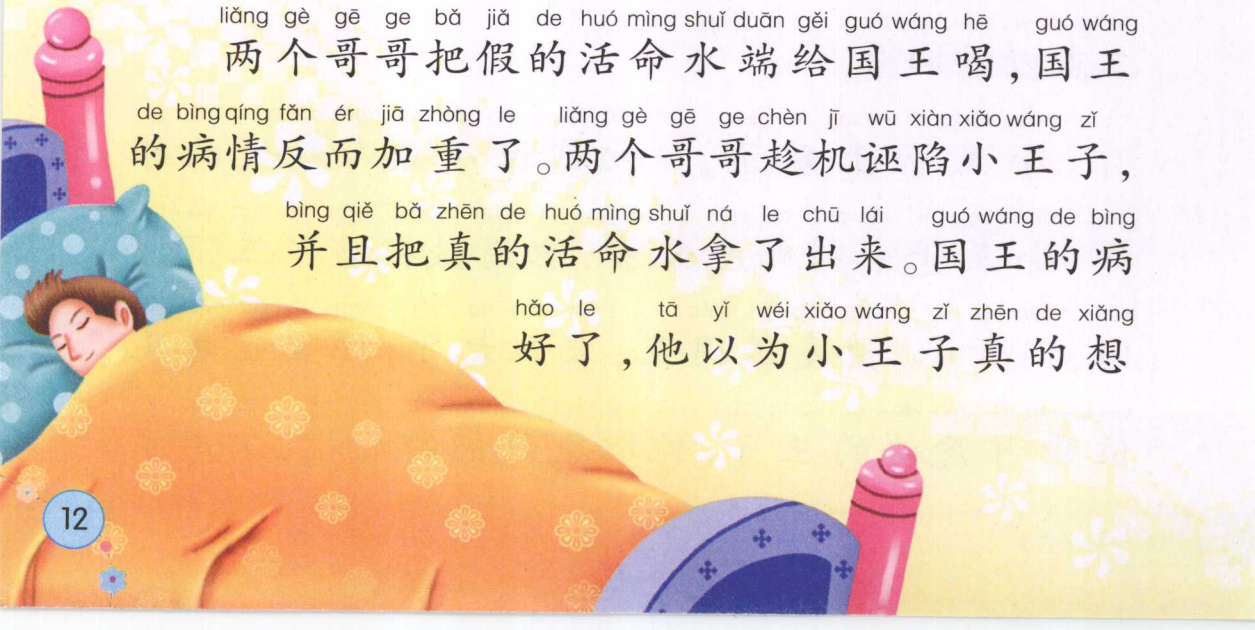 liǎng gè gē ge bǎ jiǎ de huó mìng shuǐ duān gěi guó wáng hē guó wáng
两个哥哥把假的活命水端给国王喝,国王
de bìng qíng fǎn ér jiā zhòng le liǎng gè gē ge chèn jī wū xiàn xiǎo wáng zǐ
的病情反而加重了。两个哥哥趁机诬陷小王子,
bìng qiě bǎ zhēn de huó mìng shuǐ ná le chū lái guó wáng de bìng
并且把真的活命水拿了出来。国王的病
hǎo le tā yǐ wéi xiǎo wáng zǐ zhēn de xiǎng
好了,他以为小王子真的想
12